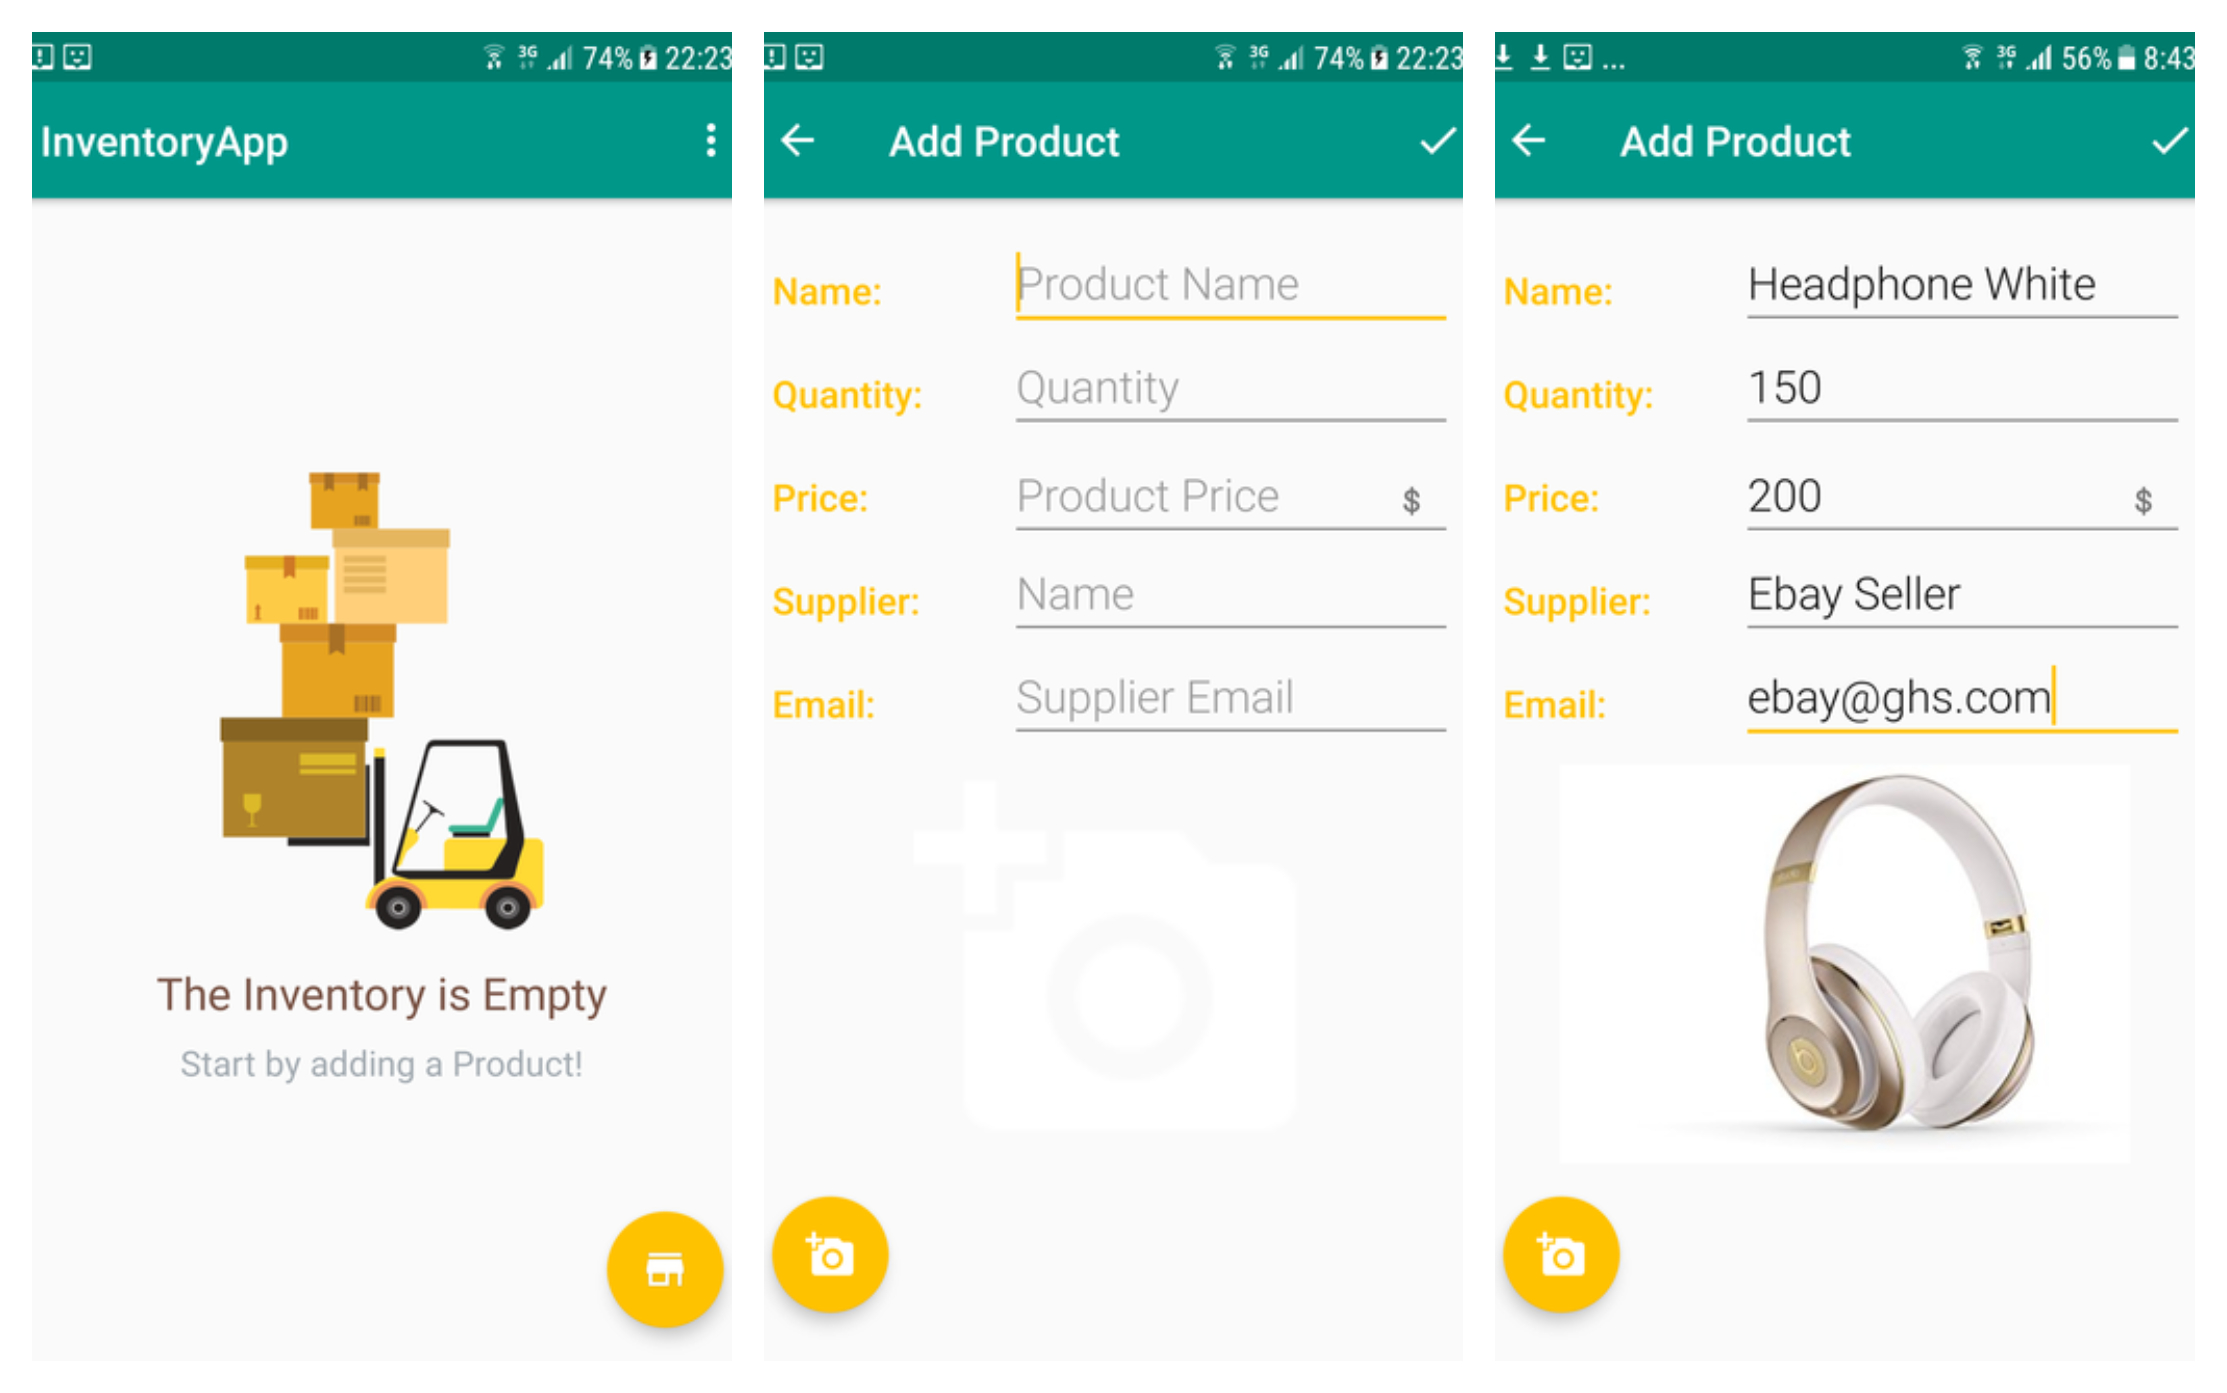 3G 74% 22:23
InventoryApp
The Inventory is Empty
Start by adding a Product!
3G 74% 22:23
Add Product
Name: Product Name
Quantity: Quantity
Price: Product Price $
Supplier: Name
Email: Supplier Email
... 3G 56% 8:43
Add Product
Name: Headphone White
Quantity: 150
Price: 200 $
Supplier: Ebay Seller
Email: ebay@ghs.com